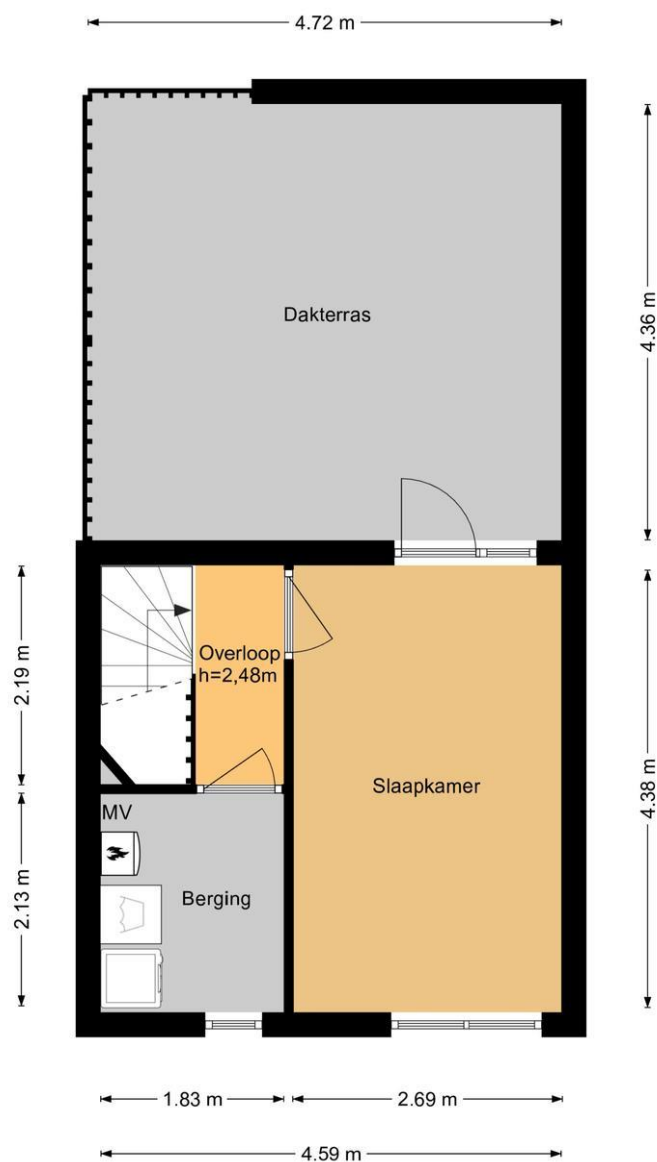 4.72 m
4.36 m
Dakterras
Overloop
h=2,48m
2.19 m
Slaapkamer
4.38 m
MV
Berging
2.13 m
1.83 m
2.69 m
4.59 m